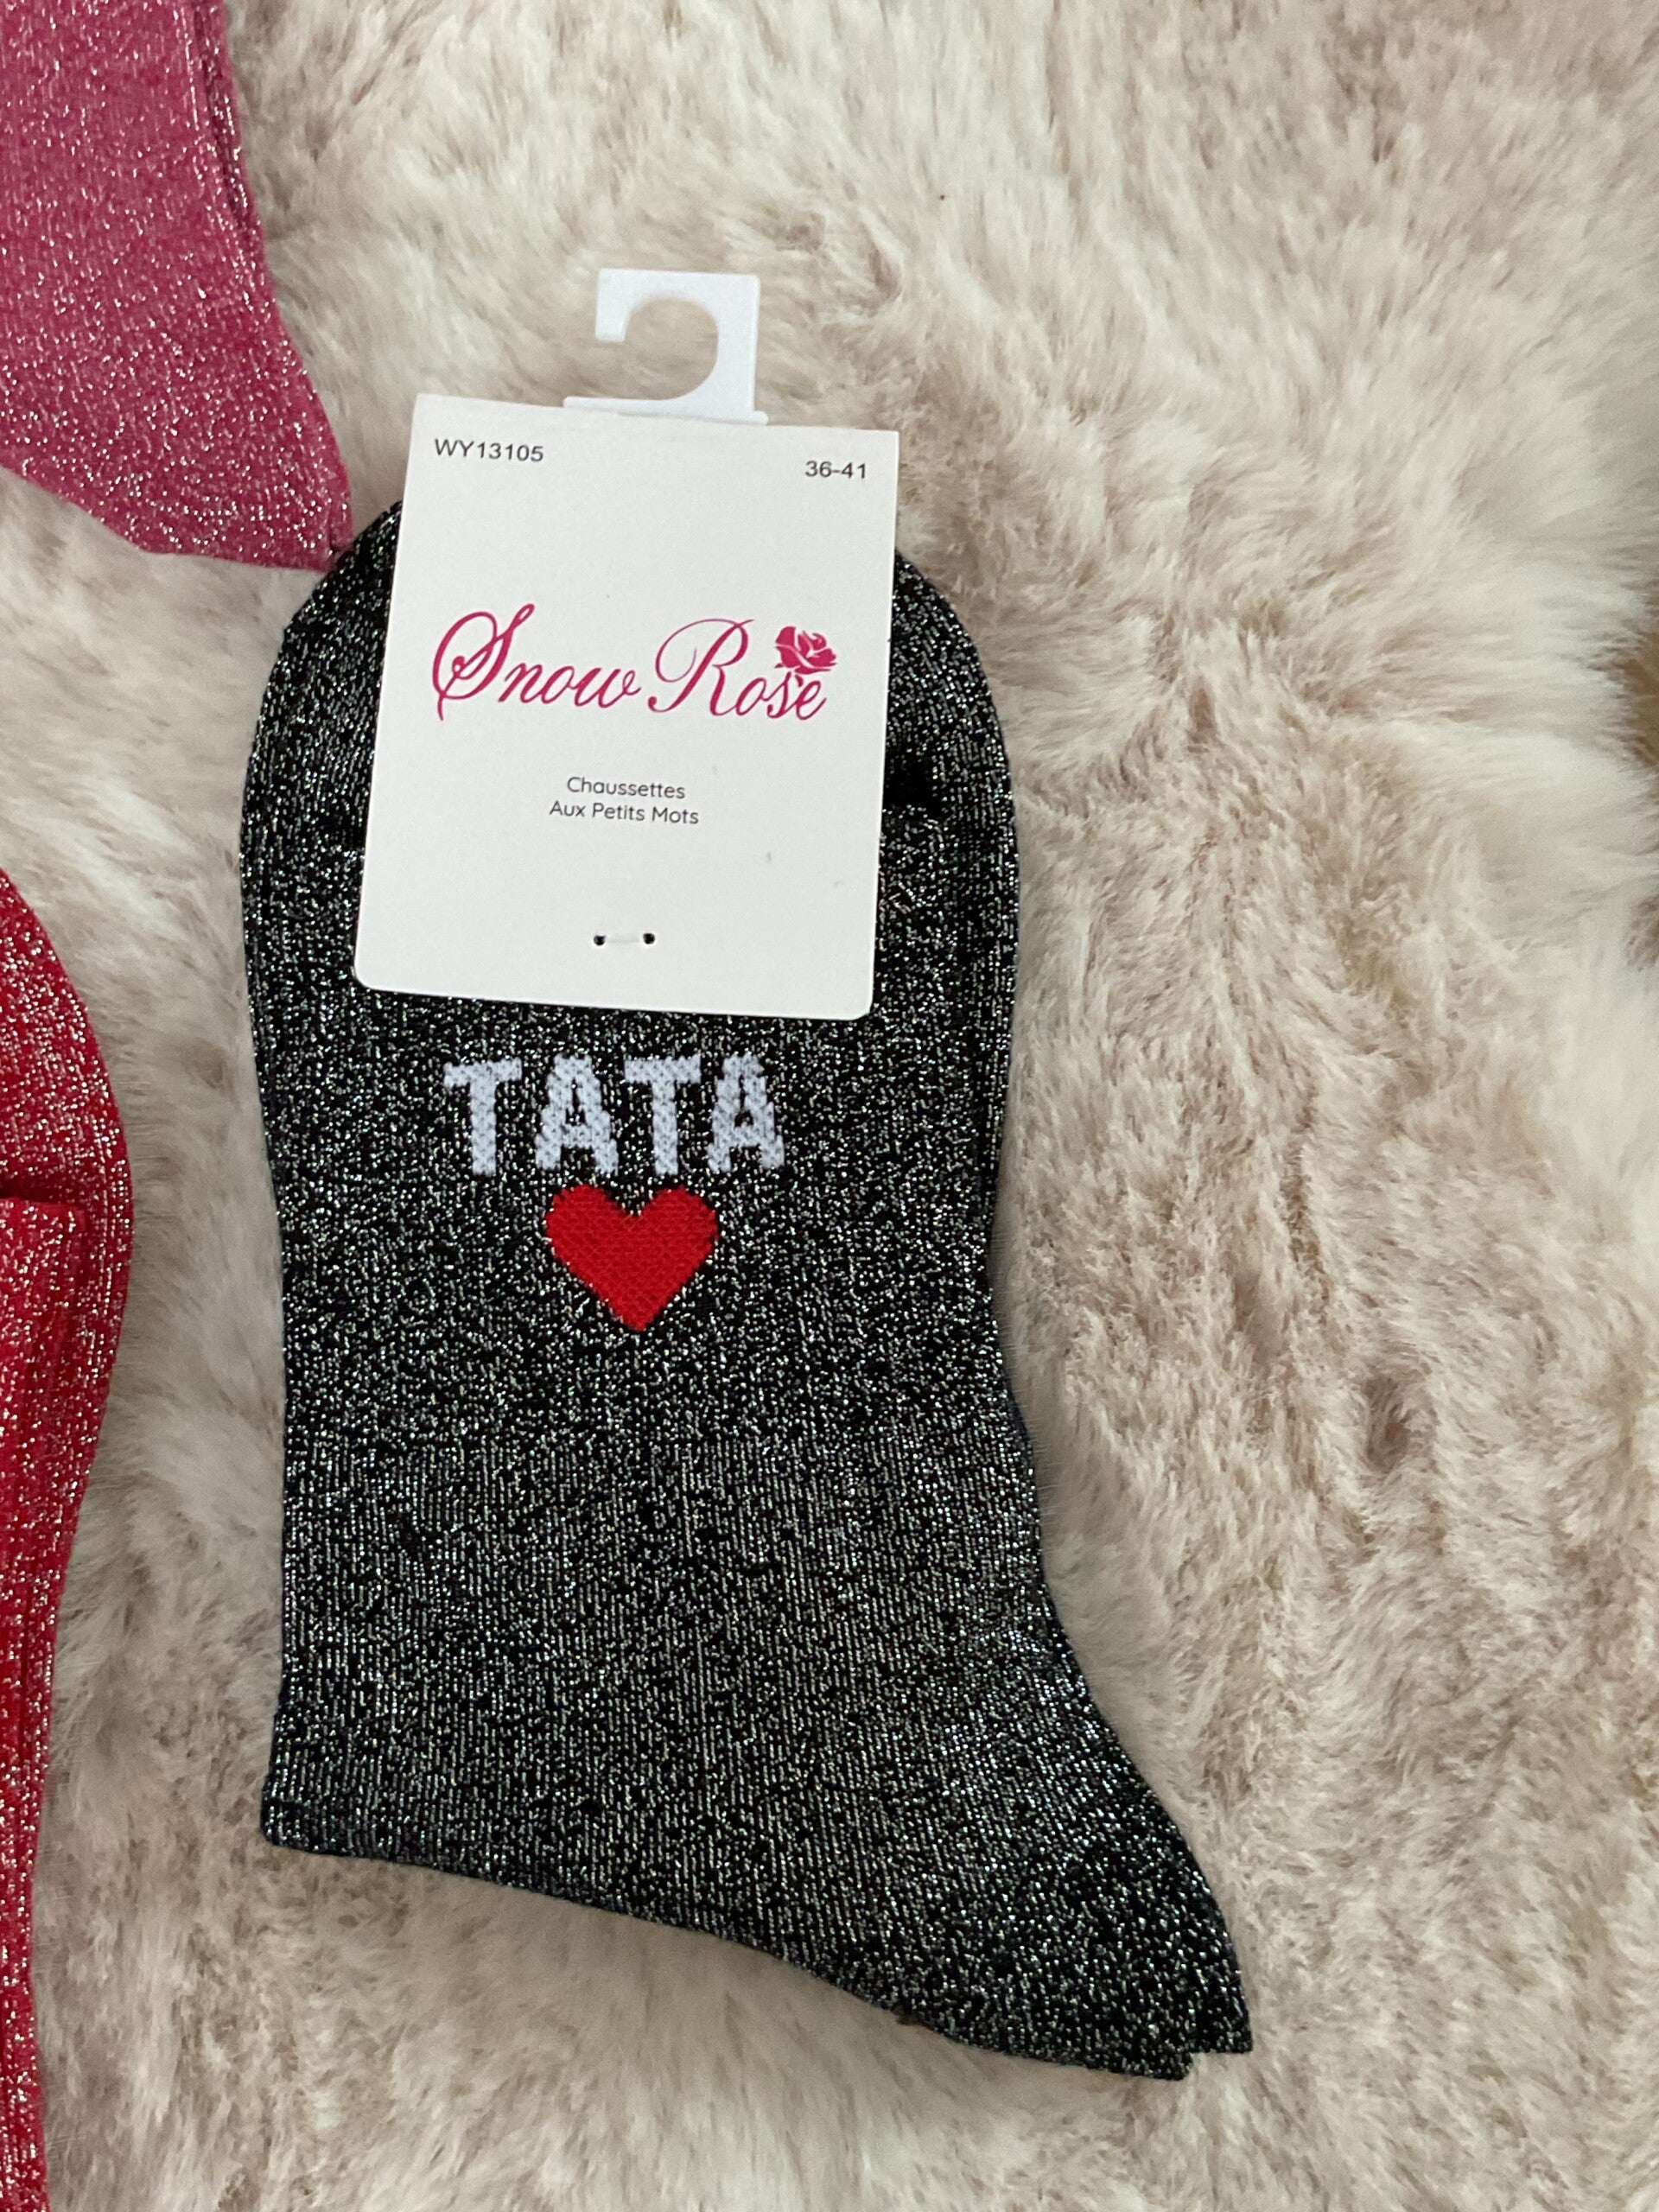 WY13105
36-41
Snow Rose
Chaussettes
Aux Petits Mots
TATA